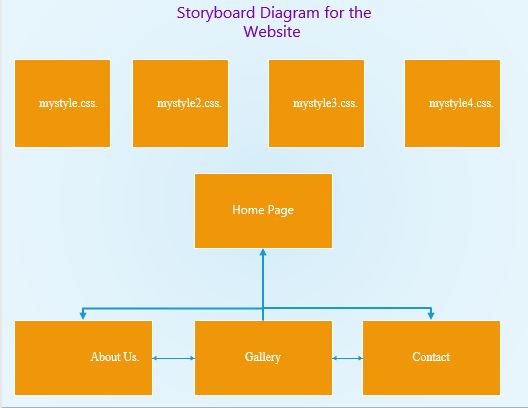 Storyboard Diagram for the
Website
mystyle.css.
mystyle2.css.
mystyle3.css.
mystyle4.css.
Home Page
About Us.
Gallery
Contact